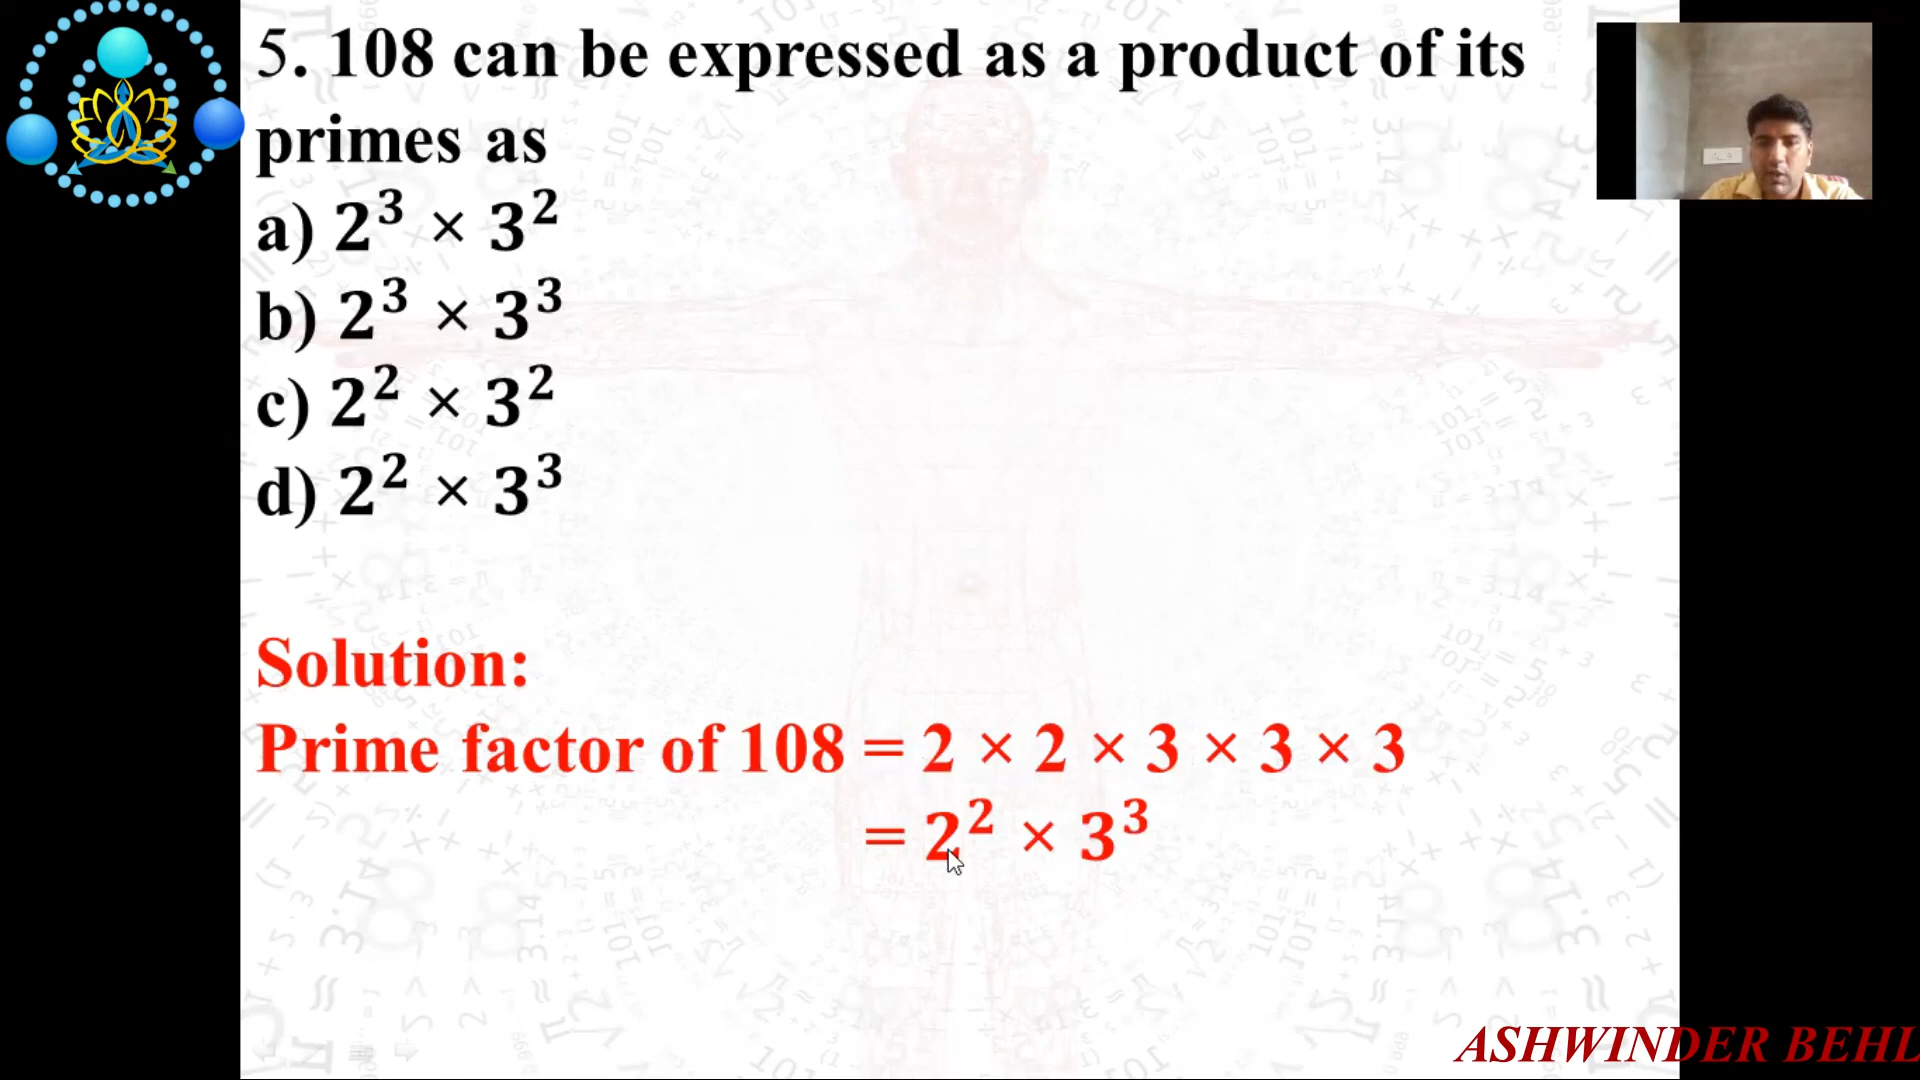 5. 108 can be expressed as a product of its
primes as
a) 2³ × 3²
b) 2³ × 3³
c) 2² × 3²
d) 2² × 3³
Solution:
Prime factor of 108 = 2 × 2 × 3 × 3 × 3
= 2² × 3³
ASHWINDER BEHL